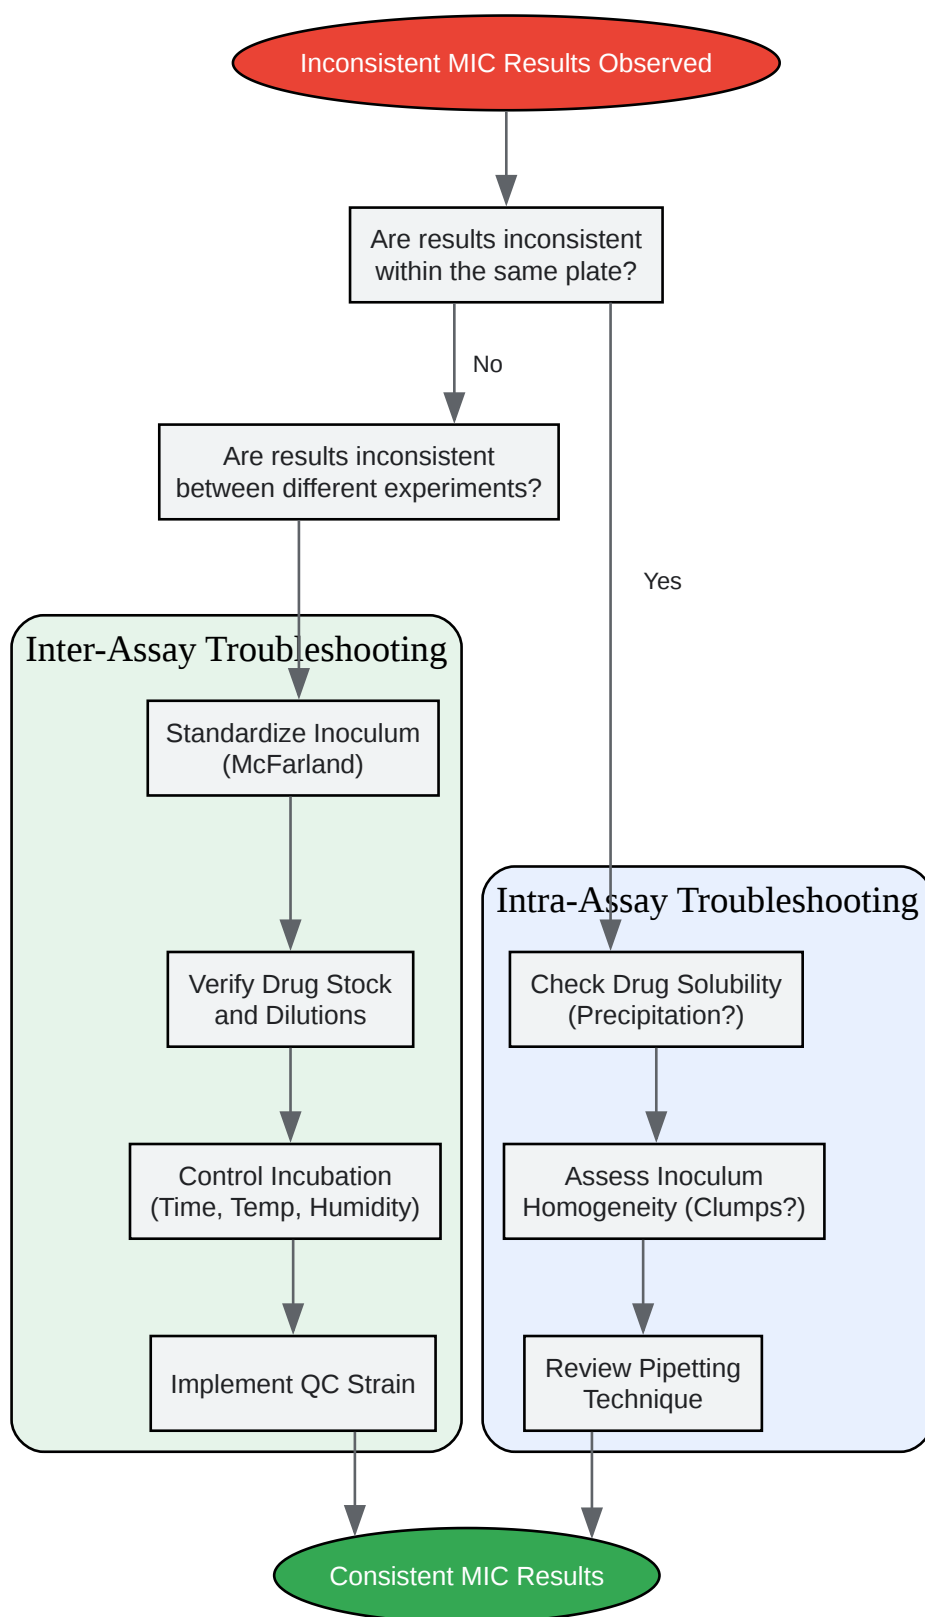 Inconsistent MIC Results Observed
Are results inconsistent
within the same plate?
No
Are results inconsistent
between different experiments?
Yes
Inter-Assay Troubleshooting
Standardize Inoculum
(McFarland)
Verify Drug Stock
and Dilutions
Control Incubation
(Time, Temp, Humidity)
Implement QC Strain
Intra-Assay Troubleshooting
Check Drug Solubility
(Precipitation?)
Assess Inoculum
Homogeneity (Clumps?)
Review Pipetting
Technique
Consistent MIC Results